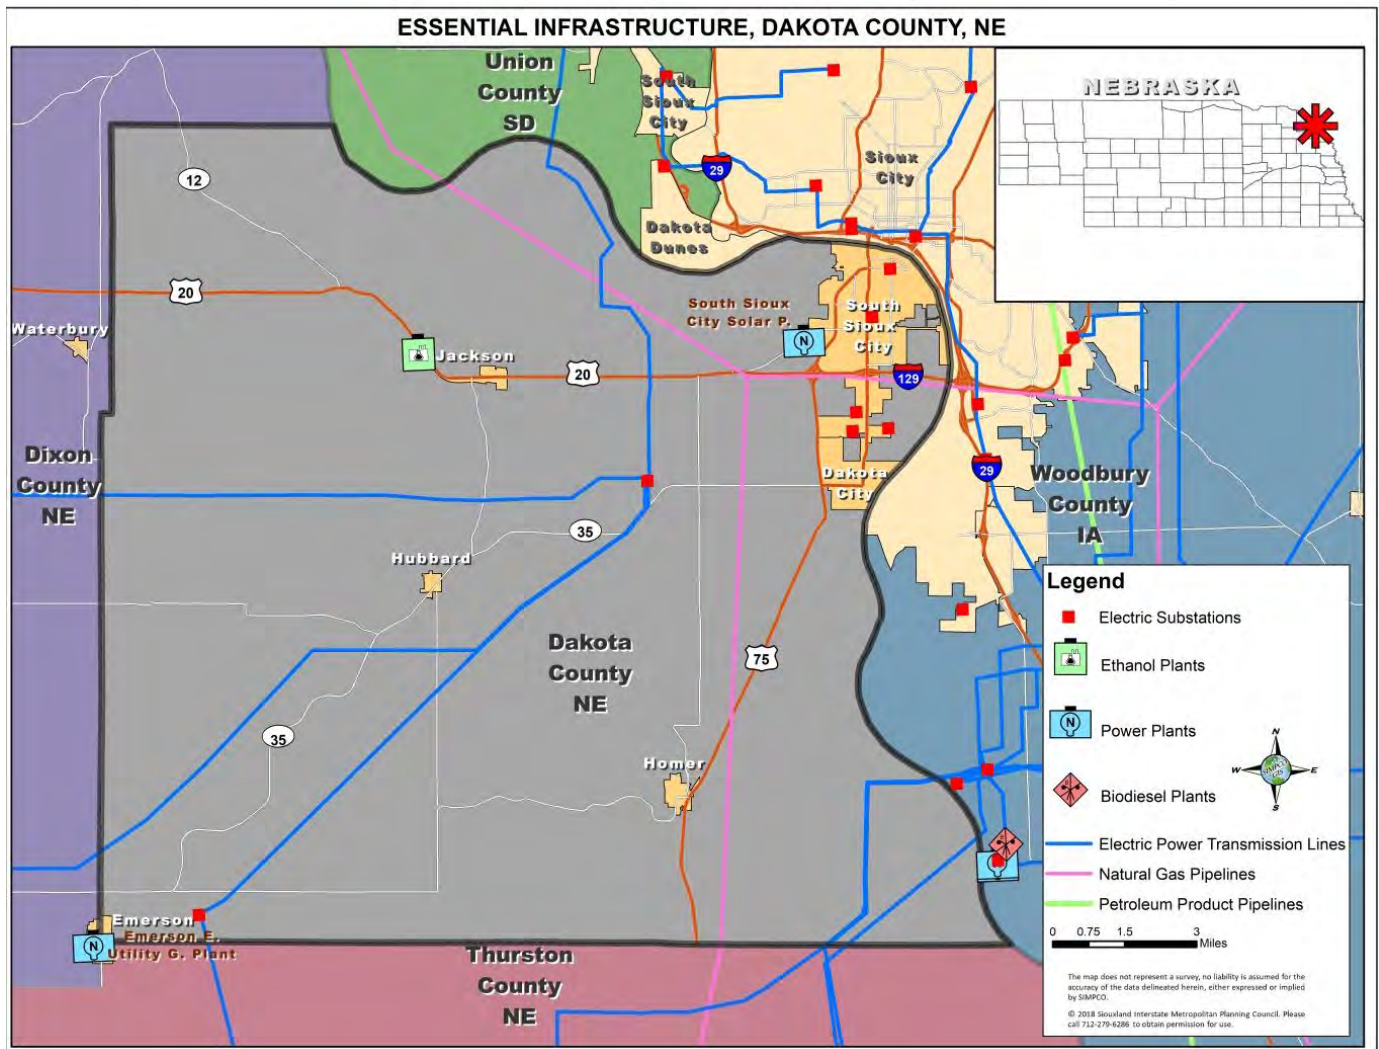 ESSENTIAL INFRASTRUCTURE, DAKOTA COUNTY, NE
Union
County
SD
South
Sioux
City
29
Sioux
City
NEBRASKA
12
Dakota
Dunes
20
Waterbury
South Sioux
City Solar P.
N
South
Sioux
City
Jackson
20
129
Dixon
County
NE
Dakota
City
29
Woodbury
County
IA
35
Hubbard
Dakota
County
NE
75
35
Homer
Emerson
Emerson E.
Utility G. Plant
N
N
Thurston
County
NE
Legend
Electric Substations
Ethanol Plants
N
Power Plants
Biodiesel Plants
N
W
E
S
SIMPCO
GIS
Electric Power Transmission Lines
Natural Gas Pipelines
Petroleum Product Pipelines
0 0.75 1.5 3
Miles
The map does not represent a survey, no liability is assumed for the
accuracy of the data delineated herein, either expressed or implied
by SIMPCO.
© 2018 Siouxland Interstate Metropolitan Planning Council. Please
call 712-279-6286 to obtain permission for use.